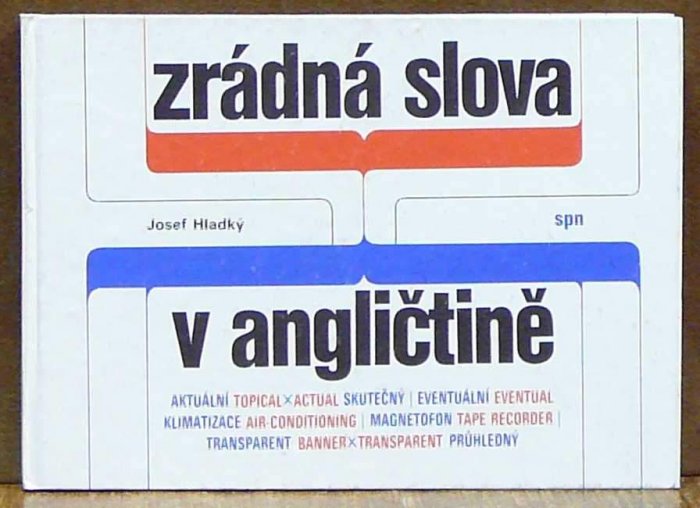 zrádná slova
Josef Hladký
spn
v angličtině
AKTUÁLNÍ TOPICAL×ACTUAL SKUTEČNÝ | EVENTUÁLNÍ EVENTUAL
KLIMATIZACE AIR-CONDITIONING | MAGNETOFON TAPE RECORDER |
TRANSPARENT BANNER×TRANSPARENT PRŮHLEDNÝ